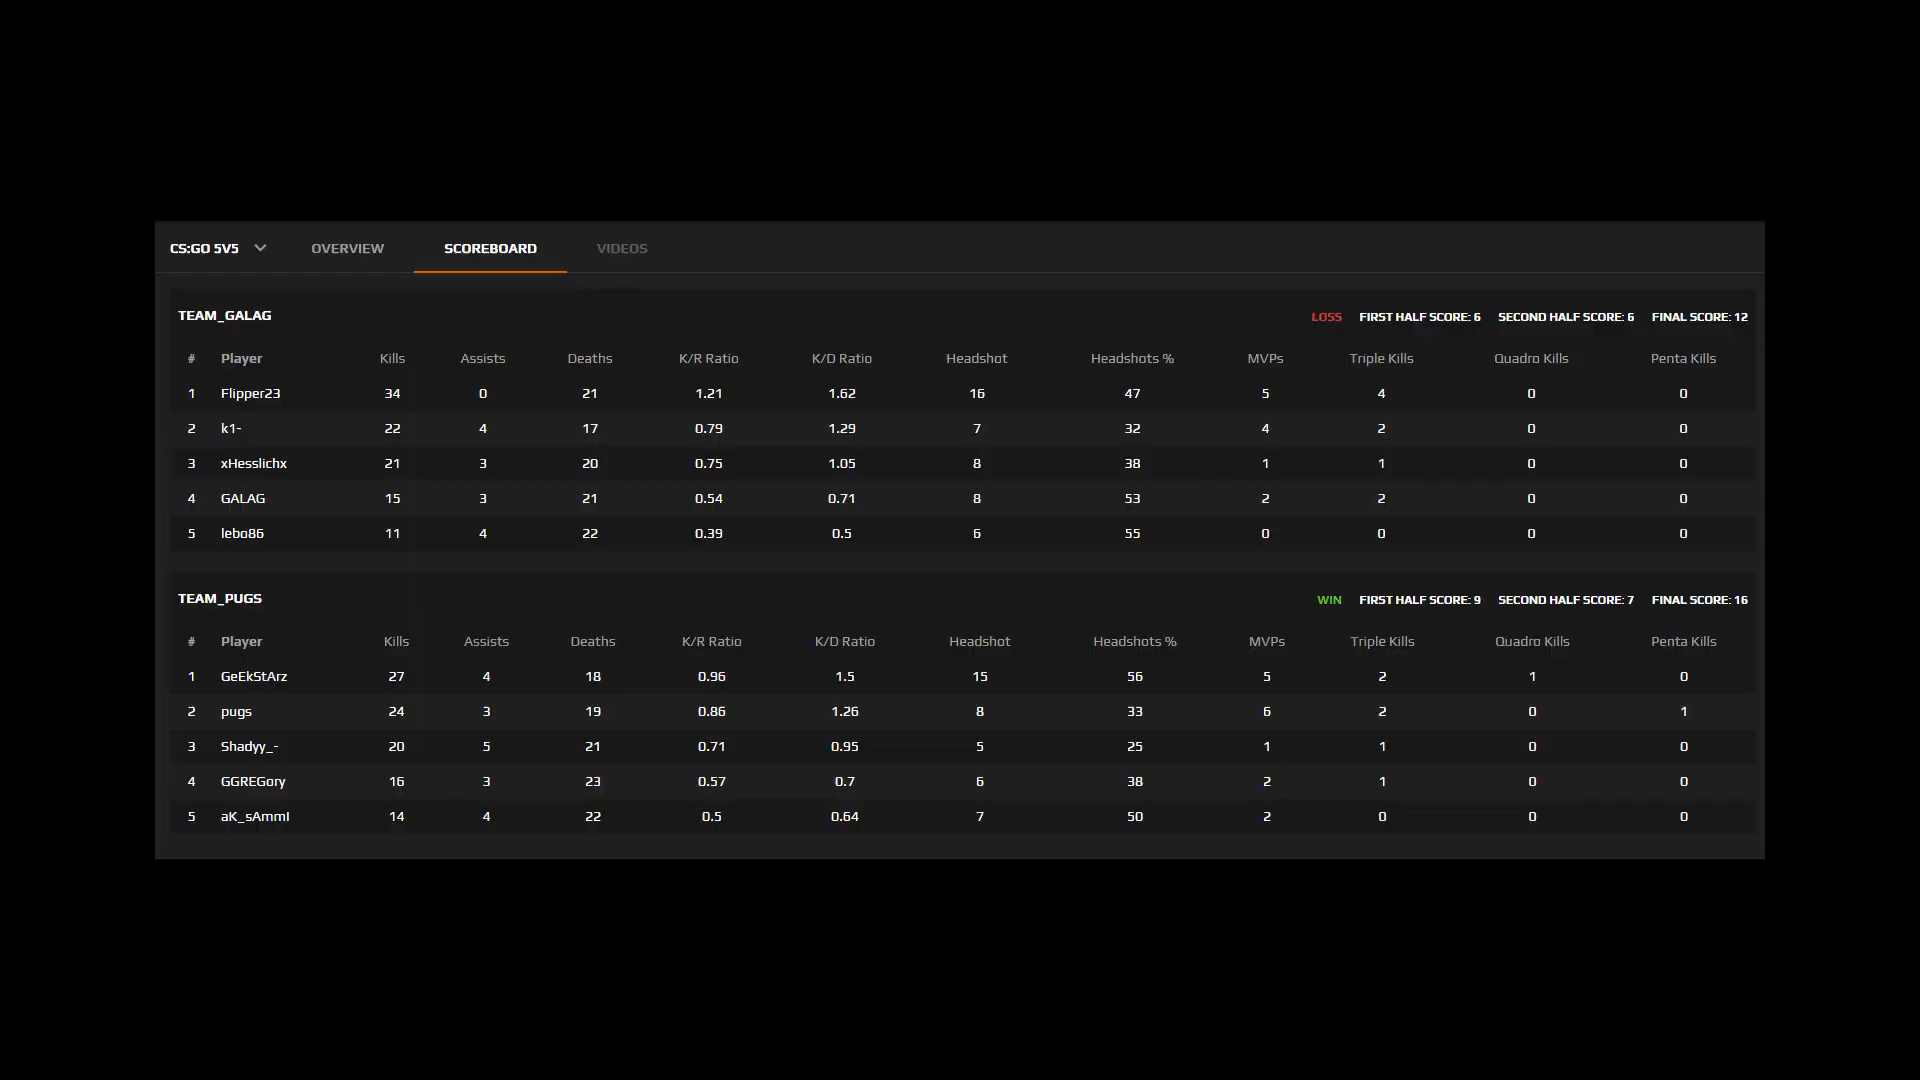 CS:GO 5V5 OVERVIEW SCOREBOARD VIDEOS
TEAM_GALAG LOSS FIRST HALF SCORE: 6 SECOND HALF SCORE: 6 FINAL SCORE: 12
# Player Kills Assists Deaths K/R Ratio K/D Ratio Headshot Headshots % MVPs Triple Kills Quadro Kills Penta Kills
1 Flipper23 34 0 21 1.21 1.62 16 47 5 4 0 0
2 k1- 22 4 17 0.79 1.29 7 32 4 2 0 0
3 xHesslichx 21 3 20 0.75 1.05 8 38 1 1 0 0
4 GALAG 15 3 21 0.54 0.71 8 53 2 2 0 0
5 lebo86 11 4 22 0.39 0.5 6 55 0 0 0 0
TEAM_PUGS WIN FIRST HALF SCORE: 9 SECOND HALF SCORE: 7 FINAL SCORE: 16
# Player Kills Assists Deaths K/R Ratio K/D Ratio Headshot Headshots % MVPs Triple Kills Quadro Kills Penta Kills
1 GeEkStArz 27 4 18 0.96 1.5 15 56 5 2 1 0
2 pugs 24 3 19 0.86 1.26 8 33 6 2 0 1
3 Shadyy_- 20 5 21 0.71 0.95 5 25 1 1 0 0
4 GGREGory 16 3 23 0.57 0.7 6 38 2 1 0 0
5 aK_sAmmI 14 4 22 0.5 0.64 7 50 2 0 0 0